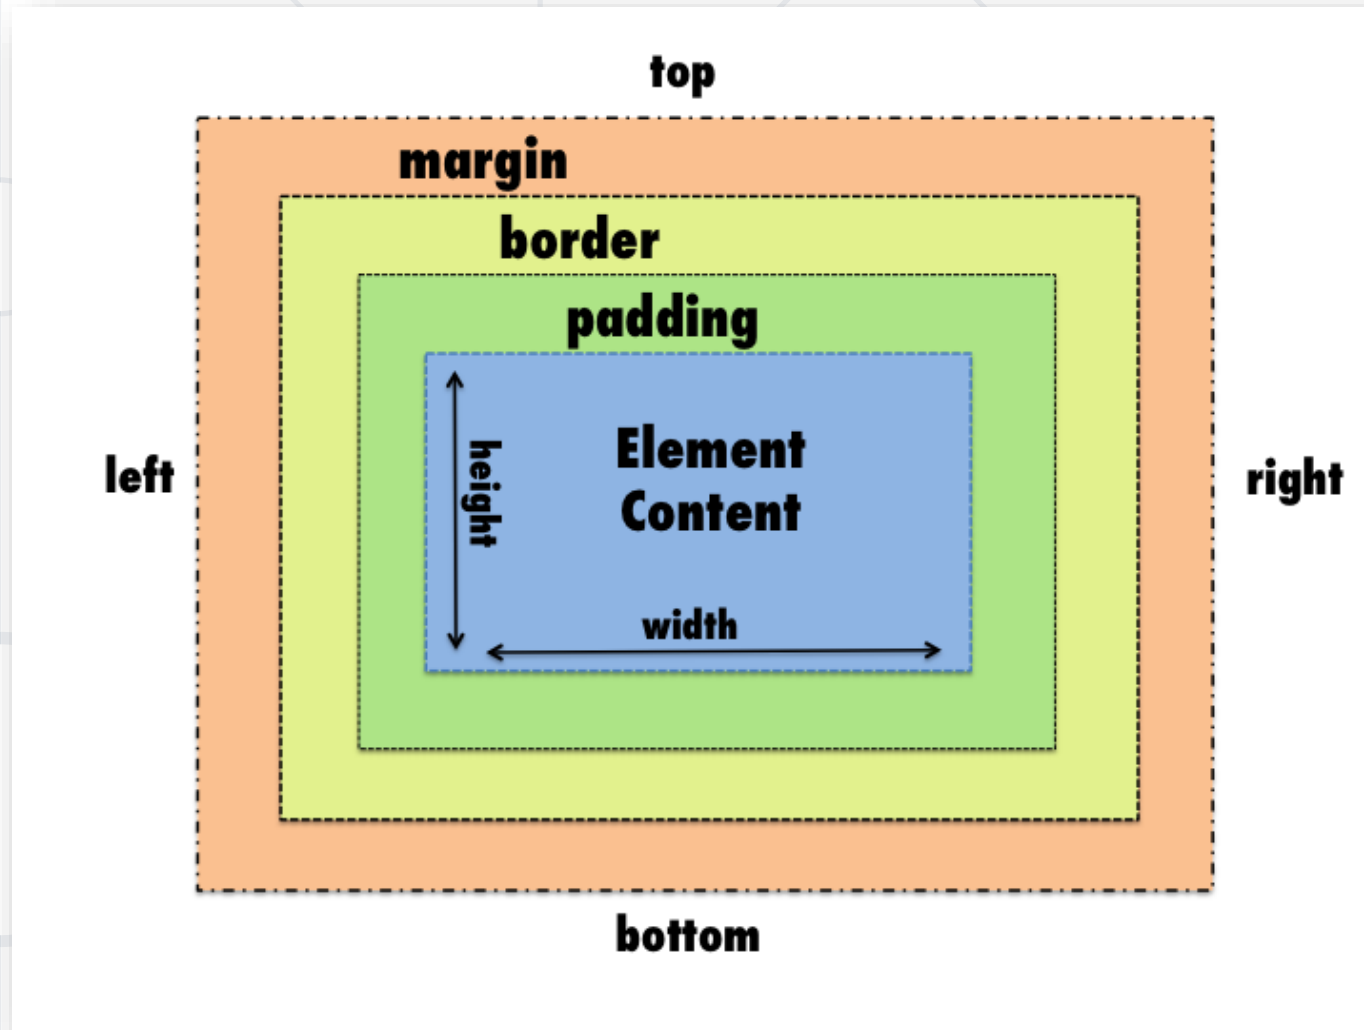 top
margin
border
padding
Element
Content
height
width
left
right
bottom